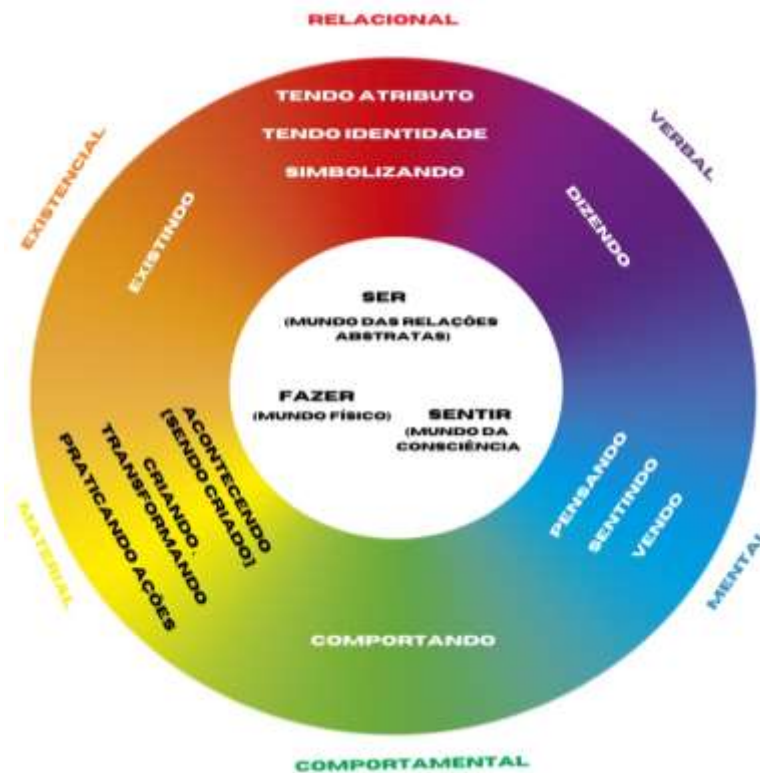 RELACIONAL
TENDO ATRIBUTO
TENDO IDENTIDADE
SIMBOLIZANDO
VERBAL
DIZENDO
EXISTENCIAL
EXISTINDO
SER
(MUNDO DAS RELAÇÕES
ABSTRATAS)
FAZER
(MUNDO FÍSICO)
SENTIR
(MUNDO DA
CONSCIÊNCIA
ACONTECENDO
[SENDO CRIADO]
CRIANDO.
TRANSFORMANDO
PRATICANDO AÇÕES
MATERIAL
PENSANDO
SENTINDO
VENDO
MENTAL
COMPORTANDO
COMPORTAMENTAL